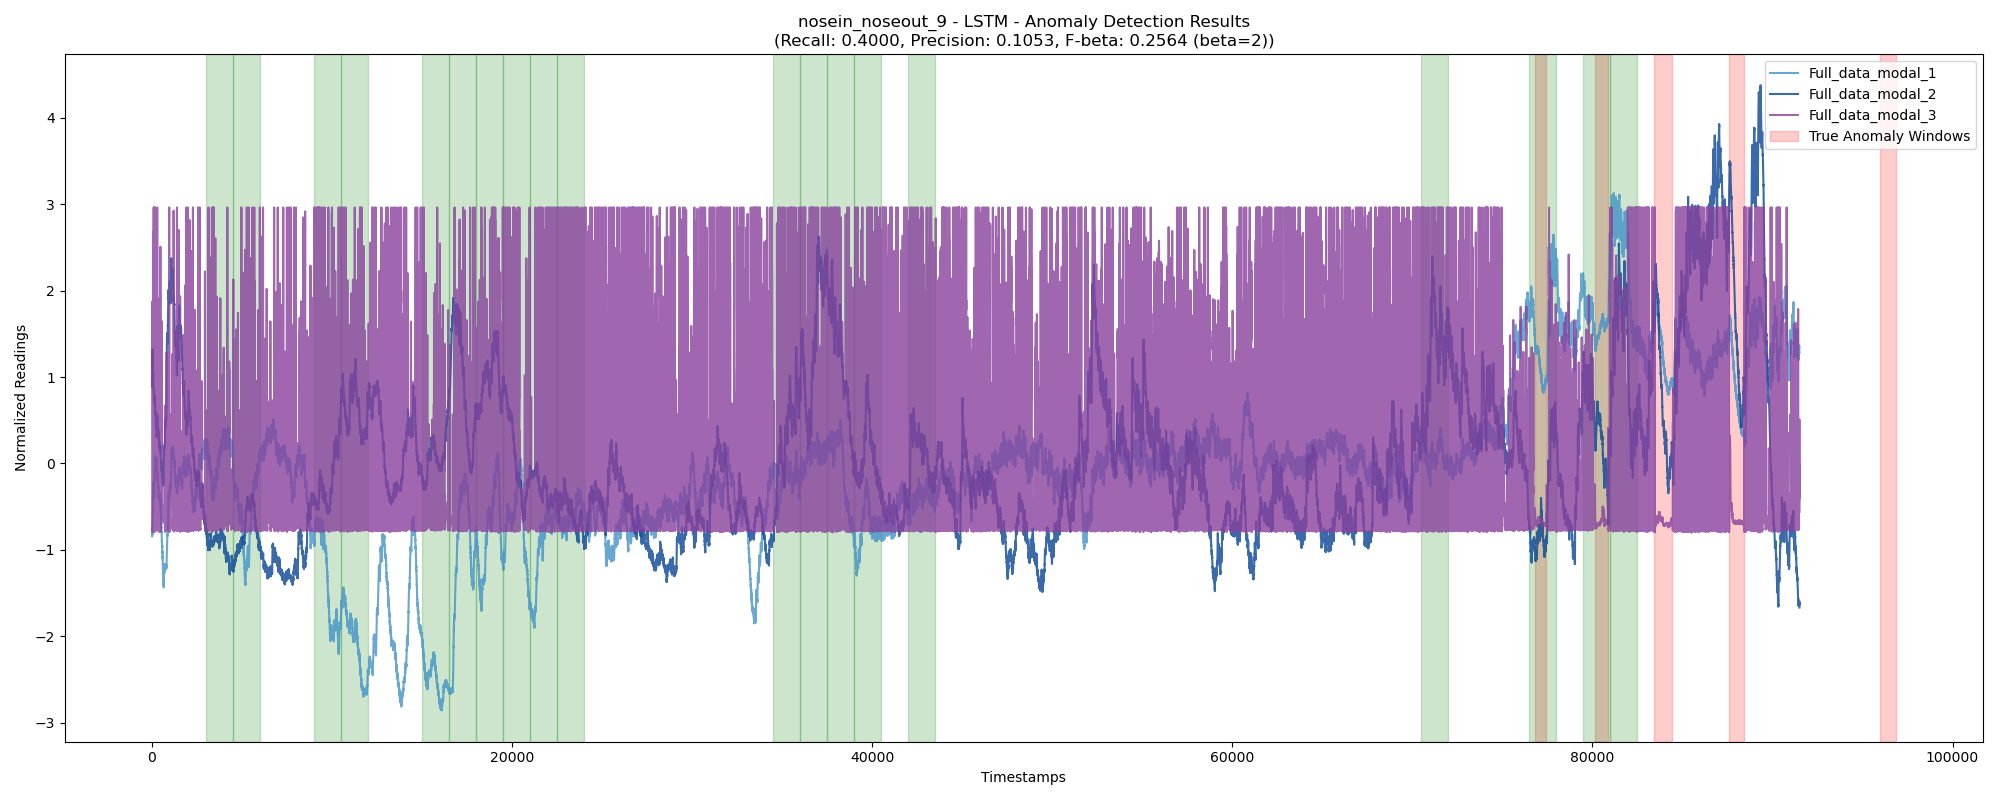 nosein_noseout_9 - LSTM - Anomaly Detection Results
(Recall: 0.4000, Precision: 0.1053, F-beta: 0.2564 (beta=2))
Normalized Readings
4
3
2
1
0
−1
−2
−3
Full_data_modal_1
Full_data_modal_2
Full_data_modal_3
True Anomaly Windows
0
20000
40000
60000
80000
100000
Timestamps